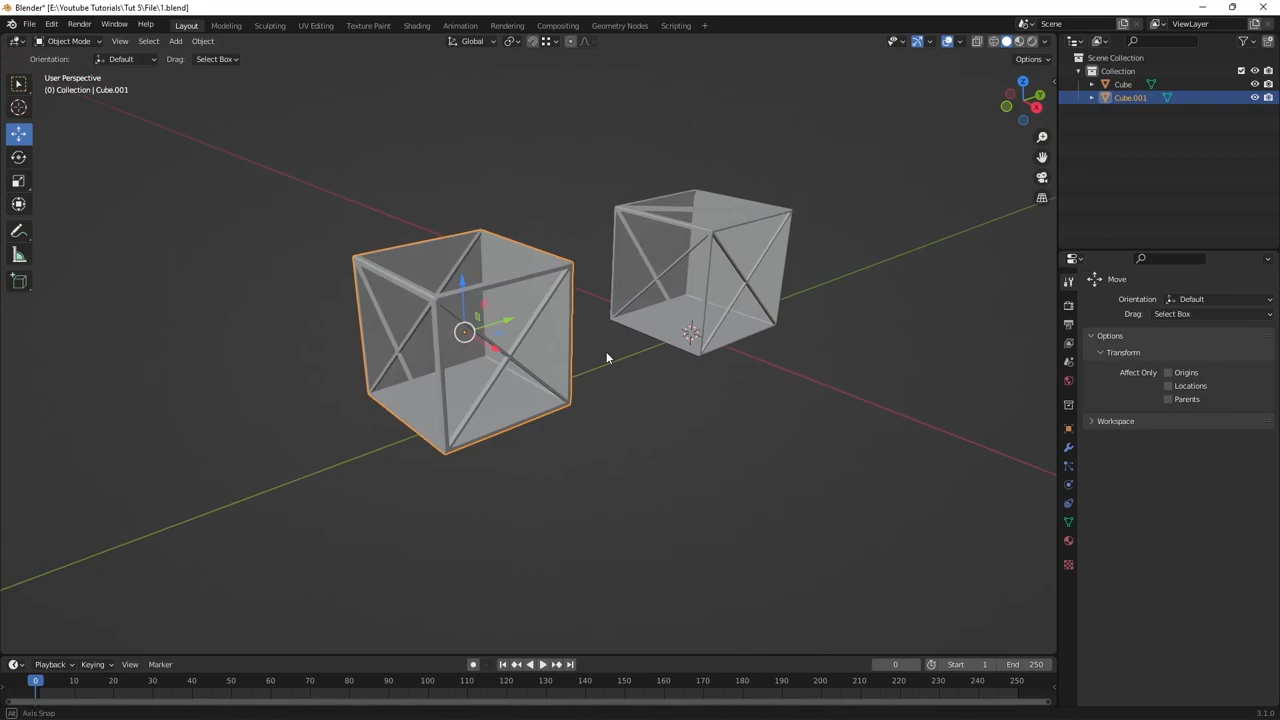 Blender* [E:\Youtube Tutorials\Tut 5\File\1.blend]
File Edit Render Window Help Layout Modeling Sculpting UV Editing Texture Paint Shading Animation Rendering Compositing Geometry Nodes Scripting + Scene ViewLayer
Object Mode View Select Add Object Global
Orientation: Default Drag: Select Box Options
User Perspective
(0) Collection | Cube.001
Z
Y
X
Scene Collection
Collection
Cube
Cube.001
Move
Orientation Default
Drag: Select Box
Options
Transform
Affect Only Origins
Locations
Parents
Workspace
Playback Keying View Marker 0 Start 1 End 250
0 10 20 30 40 50 60 70 80 90 100 110 120 130 140 150 160 170 180 190 200 210 220 230 240 250
Alt Axis Snap 3.1.0